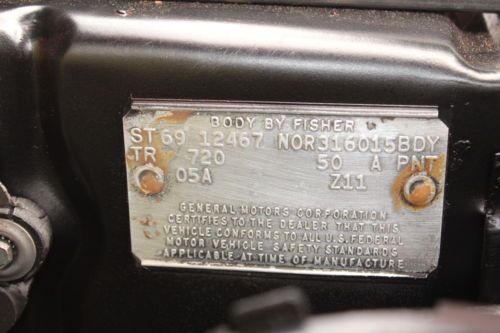 BODY BY FISHER
ST 69 12467 NOR316015BDY
TR 720 50 A PNT
05A Z11
GENERAL MOTORS CORPORATION
CERTIFIES TO THE DEALER THAT THIS
VEHICLE CONFORMS TO ALL U.S. FEDERAL
MOTOR VEHICLE SAFETY STANDARDS
APPLICABLE AT TIME OF MANUFACTURE